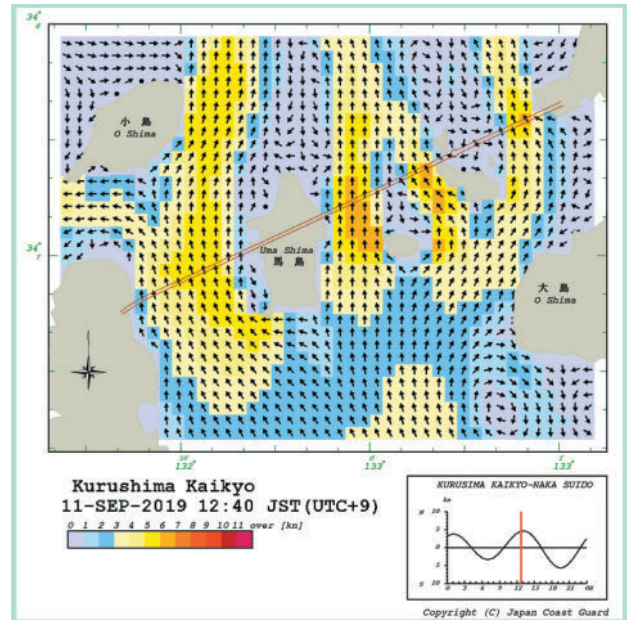 34°
小島
O Shima
34°
Uma Shima
馬島
大島
O Shima
132°
133°
133°
Kurushima Kaikyo
11-SEP-2019 12:40 JST(UTC+9)
0 1 2 3 4 5 6 7 8 9 10 11 over [kn]
KURUSIMA KAIKYO-NAKA SUIDO
kn
N 10
5
0
5
S 10
0 3 6 9 12 15 18 21 00
Copyright (C) Japan Coast Guard